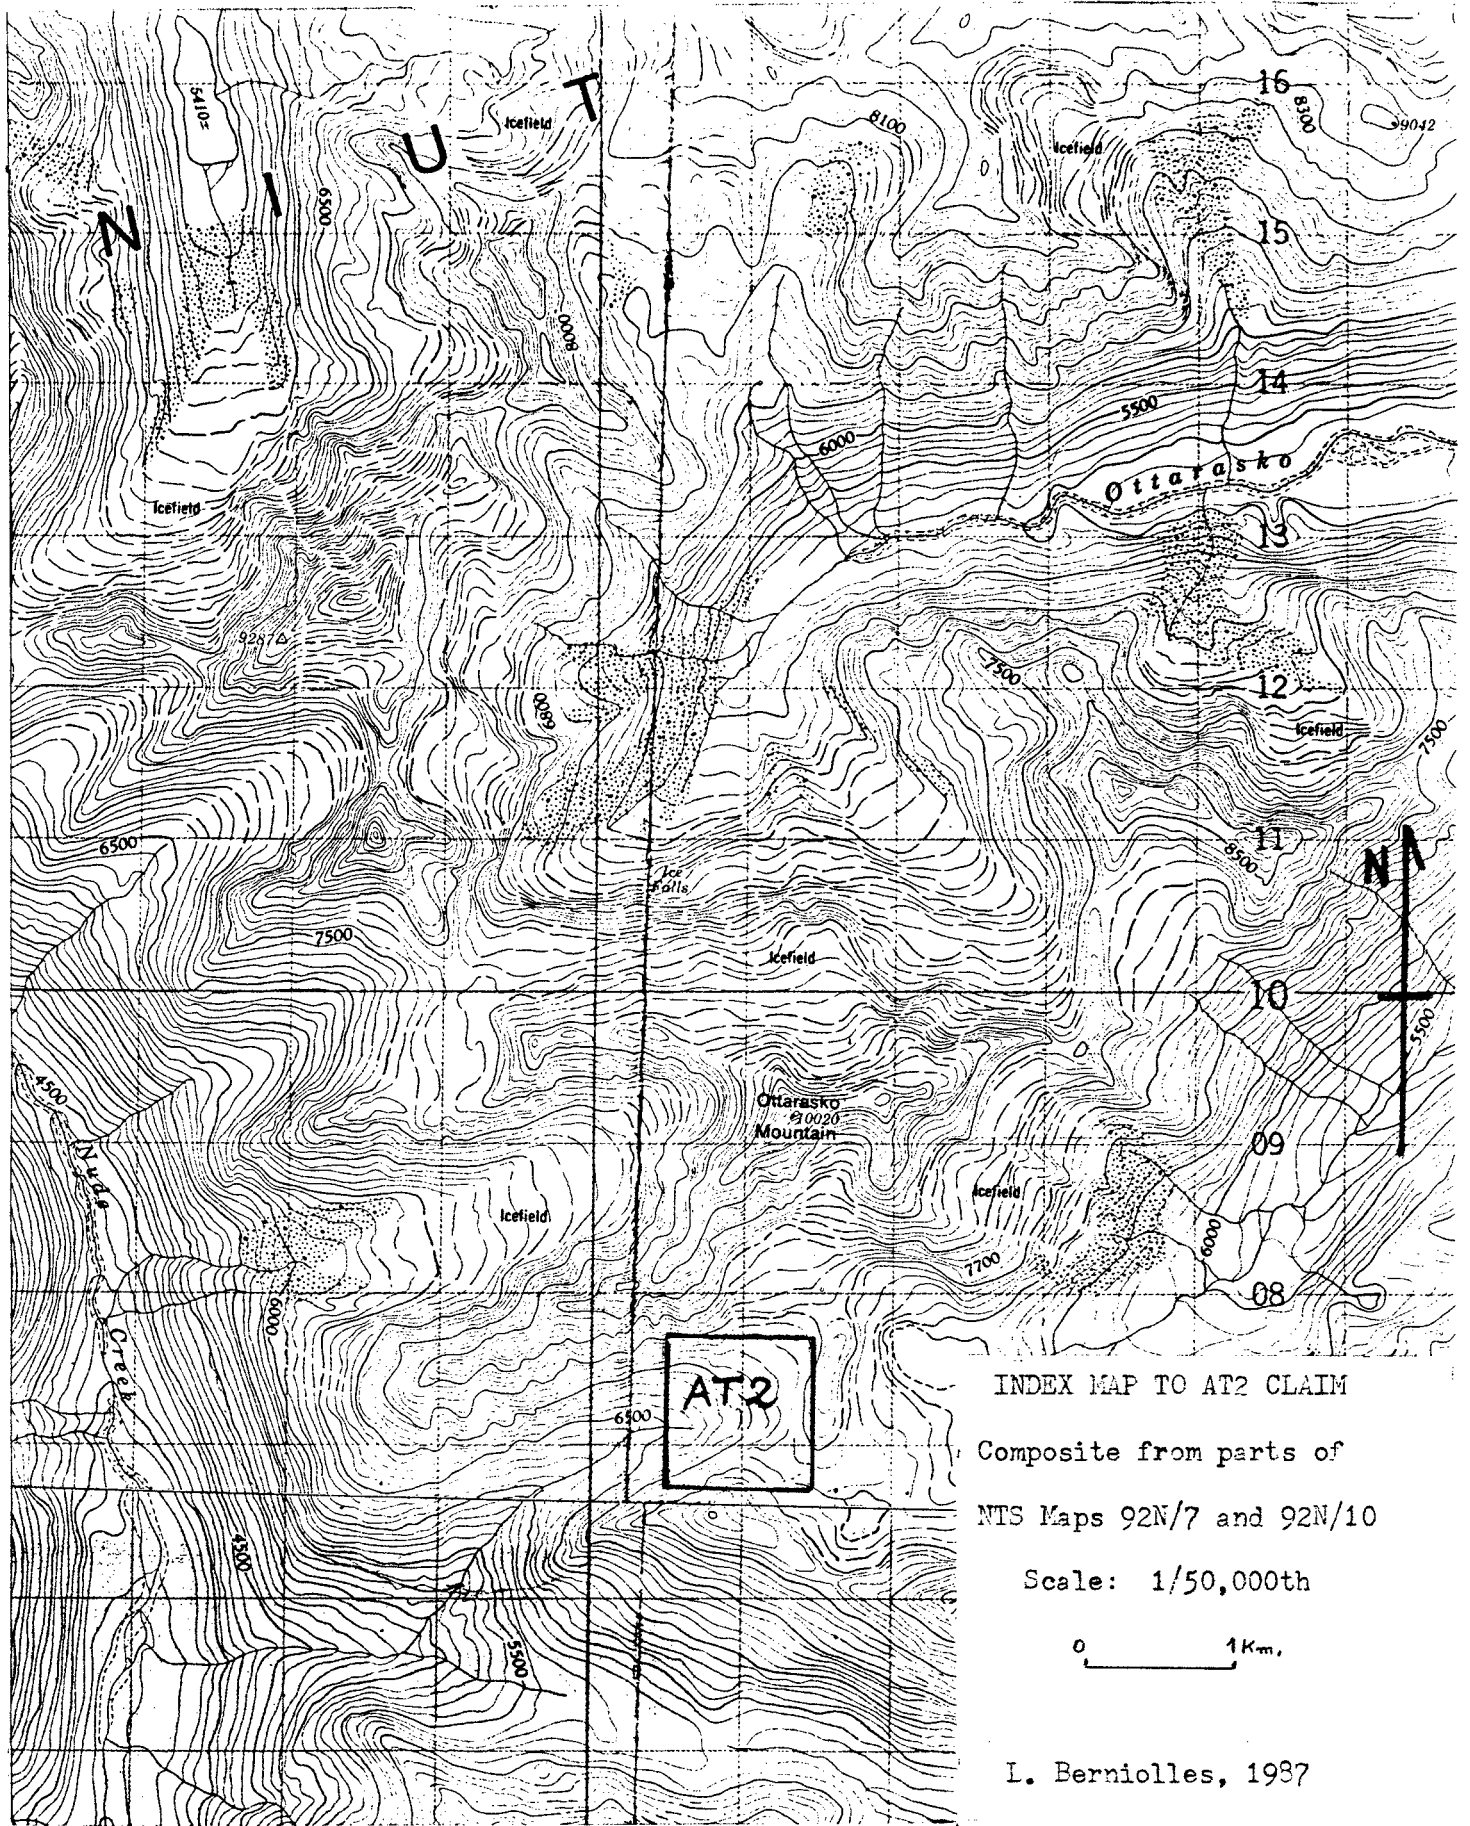 16
5410±
T
Icefield
8300
9042
8100
U
Icefield
I
6500
N
15
8000
14
5500
6000
Ottarasko
Icefield
13
9287
7500
12
6800
Icefield
7500
11
6500
8500
N
Ice
Falls
7500
Icefield
10
5500
4500
Ottarasko
10020
Mountain
09
Nude
Icefield
Icefield
6000
7700
08
6000
Creek
AT2
6500
INDEX MAP TO AT2 CLAIM
Composite from parts of
NTS Maps 92N/7 and 92N/10
4500
Scale: 1/50,000th
0 1 Km.
5500
L. Berniolles, 1987